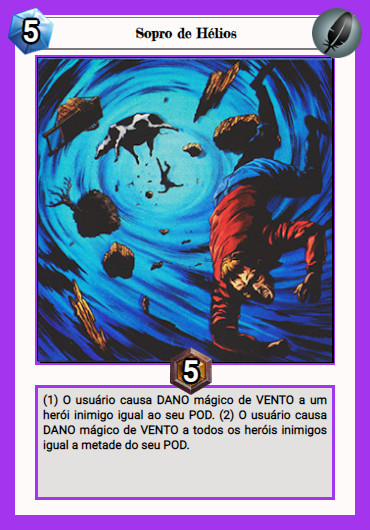 5
Sopro de Hélios
5
(1) O usuário causa DANO mágico de VENTO a um
herói inimigo igual ao seu POD. (2) O usuário causa
DANO mágico de VENTO a todos os heróis inimigos
igual a metade do seu POD.